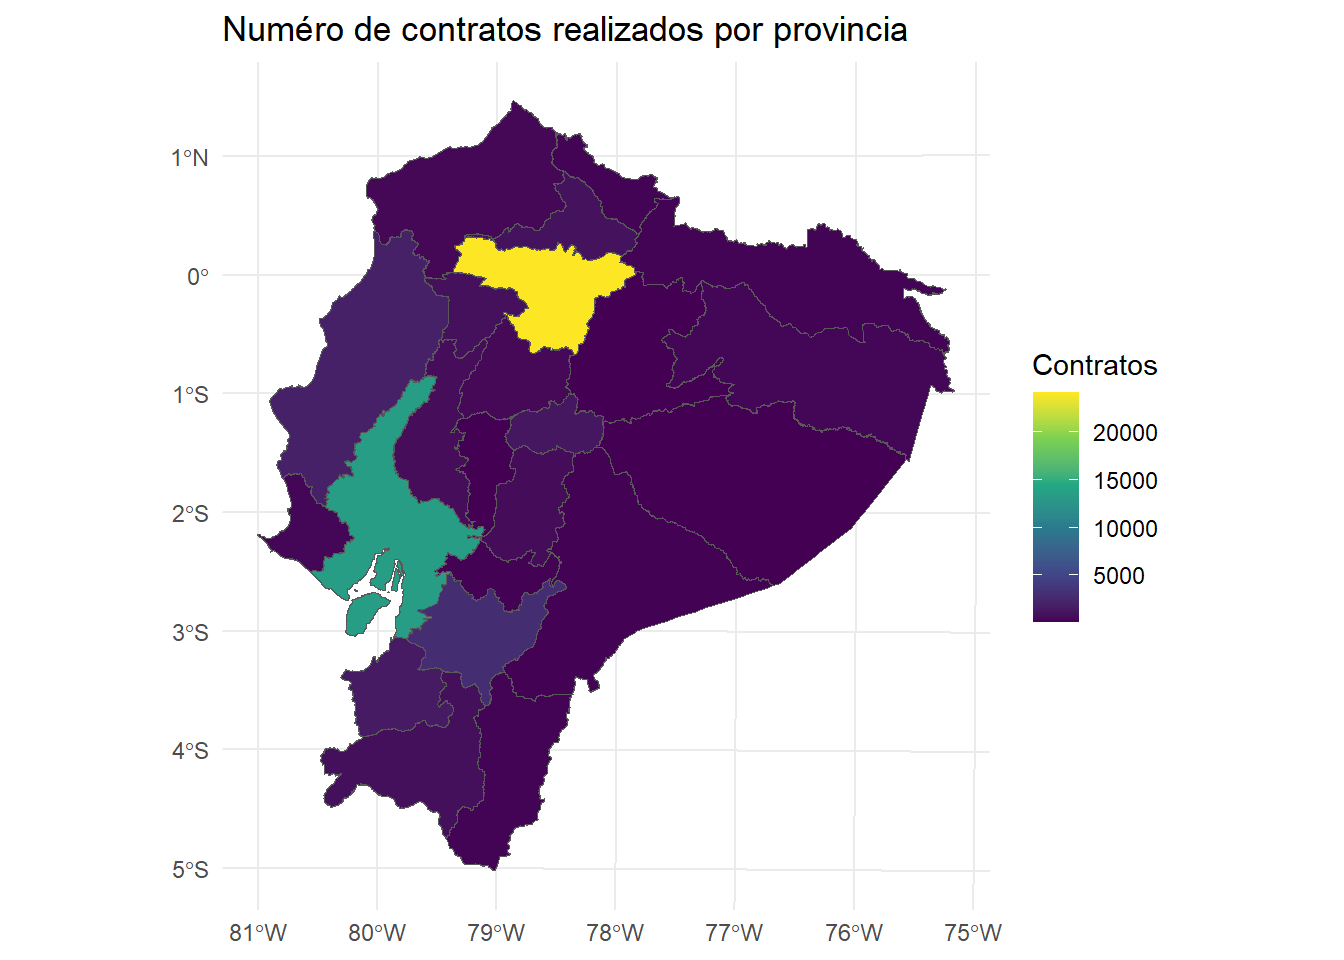 Numéro de contratos realizados por provincia
1°N
0°
1°S
2°S
3°S
4°S
5°S
81°W 80°W 79°W 78°W 77°W 76°W 75°W
Contratos
20000
15000
10000
5000